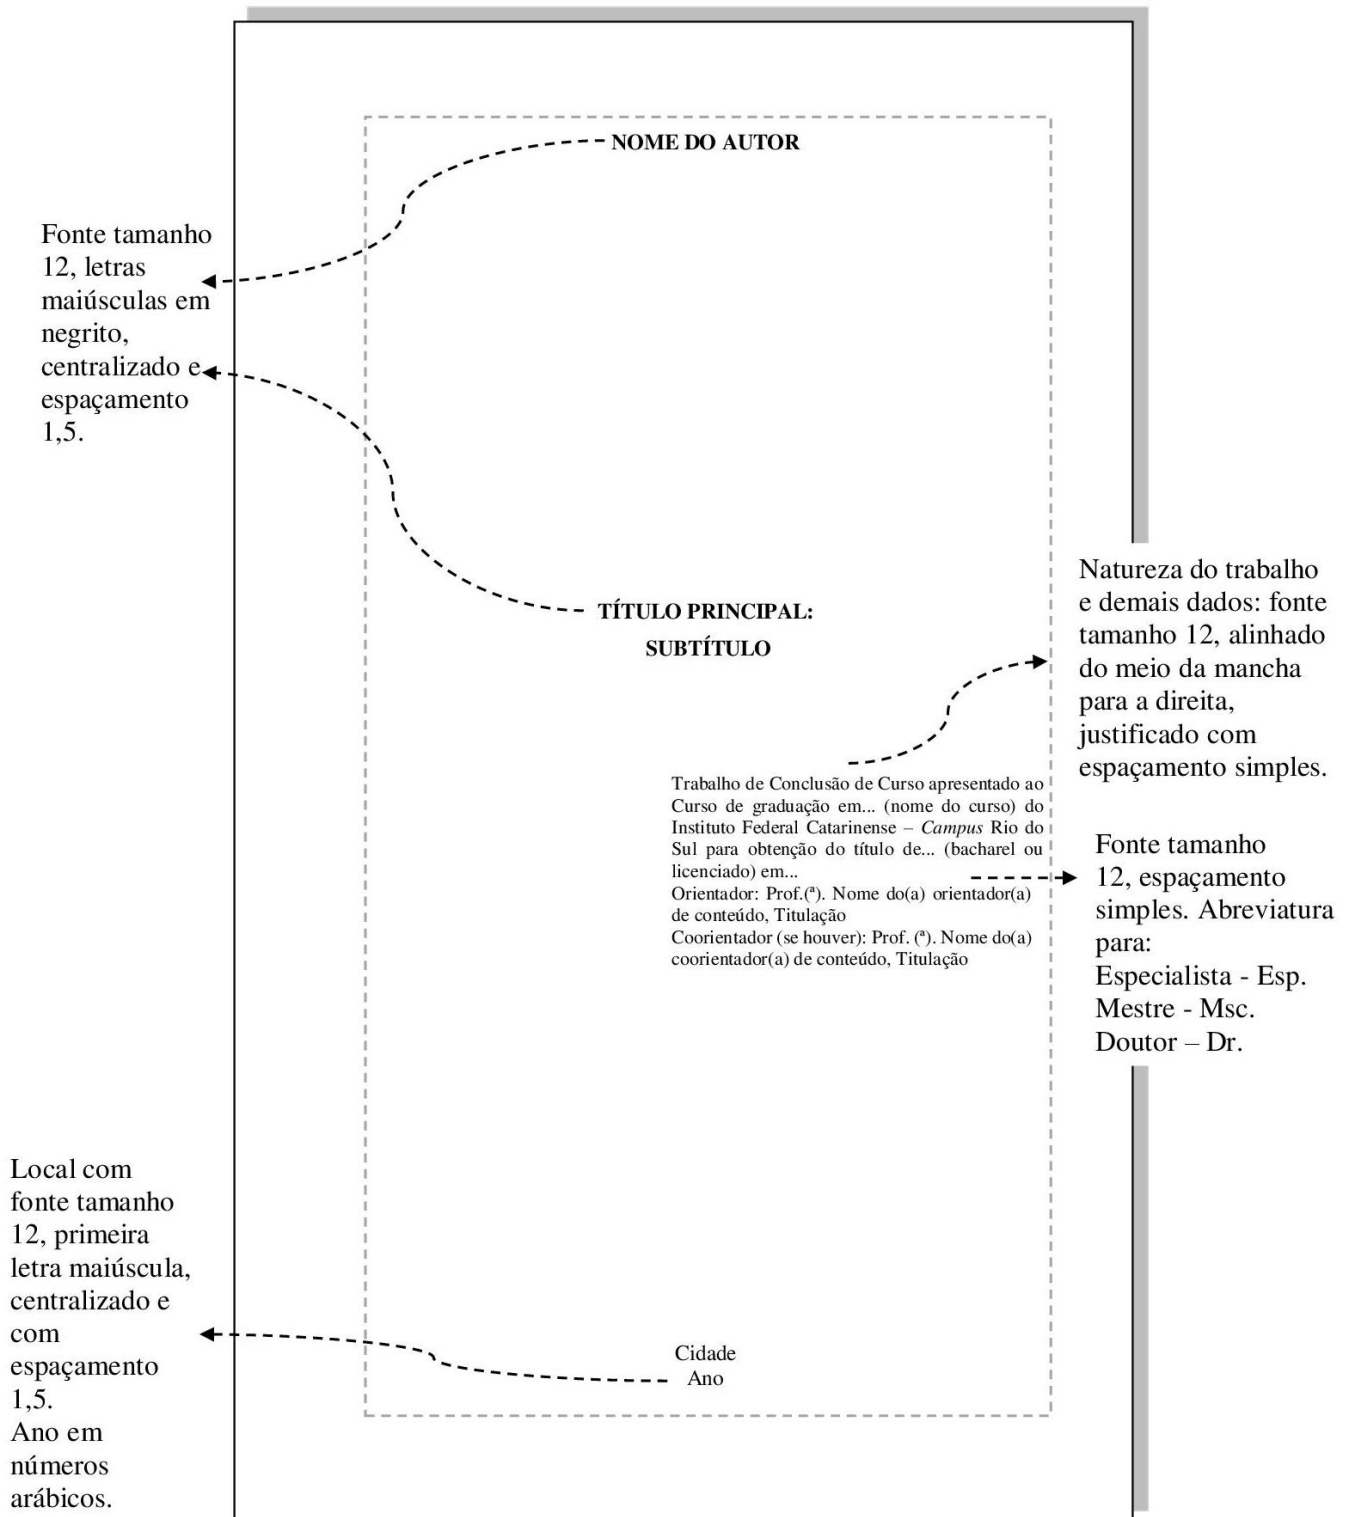 NOME DO AUTOR
Fonte tamanho
12, letras
maiúsculas em
negrito,
centralizado e
espaçamento
1,5.
TÍTULO PRINCIPAL:
SUBTÍTULO
Natureza do trabalho
e demais dados: fonte
tamanho 12, alinhado
do meio da mancha
para a direita,
justificado com
espaçamento simples.
Trabalho de Conclusão de Curso apresentado ao
Curso de graduação em... (nome do curso) do
Instituto Federal Catarinense – Campus Rio do
Sul para obtenção do título de... (bacharel ou
licenciado) em...
Orientador: Prof.(ª). Nome do(a) orientador(a)
de conteúdo, Titulação
Coorientador (se houver): Prof. (ª). Nome do(a)
coorientador(a) de conteúdo, Titulação
Fonte tamanho
12, espaçamento
simples. Abreviatura
para:
Especialista - Esp.
Mestre - Msc.
Doutor – Dr.
Local com
fonte tamanho
12, primeira
letra maiúscula,
centralizado e
com
espaçamento
1,5.
Ano em
números
arábicos.
Cidade
Ano